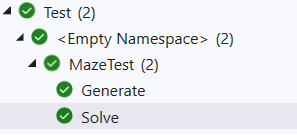 Test (2)
<Empty Namespace> (2)
MazeTest (2)
Generate
Solve